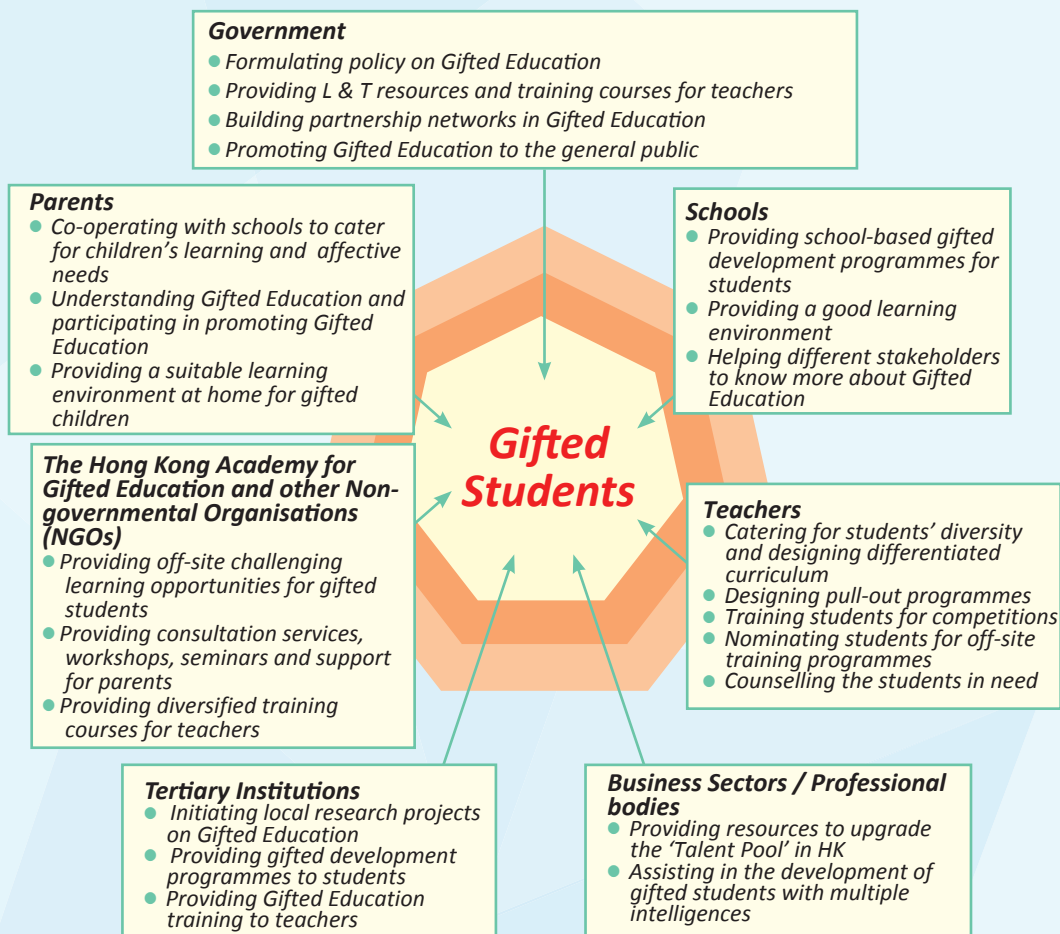 Government
● Formulating policy on Gifted Education
● Providing L & T resources and training courses for teachers
● Building partnership networks in Gifted Education
● Promoting Gifted Education to the general public
Parents
● Co-operating with schools to cater
for children’s learning and affective
needs
● Understanding Gifted Education and
participating in promoting Gifted
Education
● Providing a suitable learning
environment at home for gifted
children
Schools
● Providing school-based gifted
development programmes for
students
● Providing a good learning
environment
● Helping different stakeholders
to know more about Gifted
Education
Gifted
Students
The Hong Kong Academy for
Gifted Education and other Non-
governmental Organisations
(NGOs)
● Providing off-site challenging
learning opportunities for gifted
students
● Providing consultation services,
workshops, seminars and support
for parents
● Providing diversified training
courses for teachers
Teachers
● Catering for students’ diversity
and designing differentiated
curriculum
● Designing pull-out programmes
● Training students for competitions
● Nominating students for off-site
training programmes
● Counselling the students in need
Tertiary Institutions
● Initiating local research projects
on Gifted Education
● Providing gifted development
programmes to students
● Providing Gifted Education
training to teachers
Business Sectors / Professional
bodies
● Providing resources to upgrade
the ‘Talent Pool’ in HK
● Assisting in the development of
gifted students with multiple
intelligences